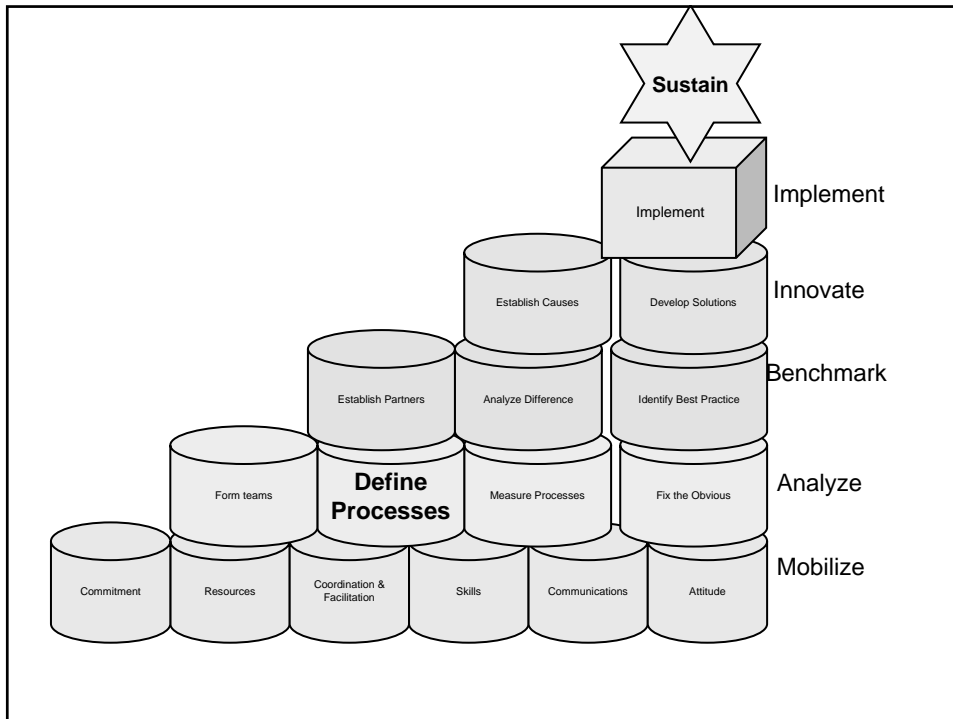 Sustain
Implement
Implement
Establish Causes
Develop Solutions
Innovate
Establish Partners
Analyze Difference
Identify Best Practice
Benchmark
Form teams
Define
Processes
Measure Processes
Fix the Obvious
Analyze
Commitment
Resources
Coordination &
Facilitation
Skills
Communications
Attitude
Mobilize